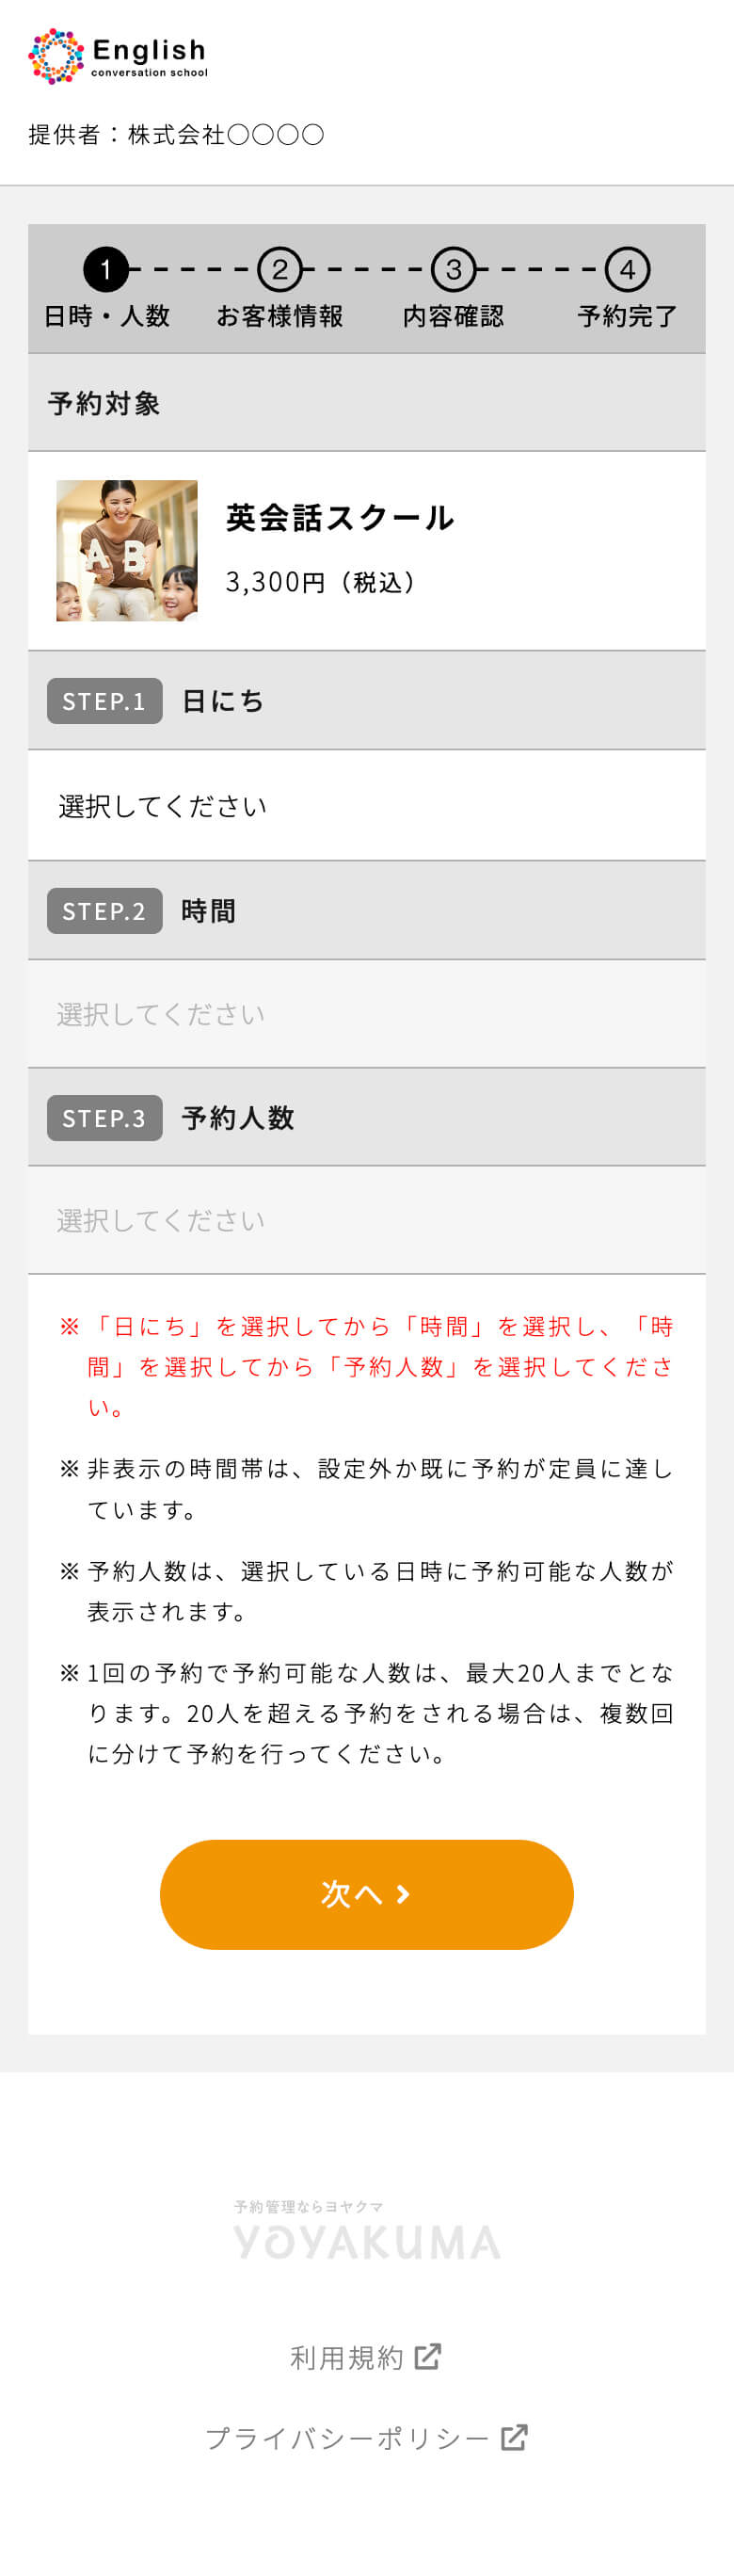 English
conversation school
提供者：株式会社〇〇〇〇
1 2 3 4
日時・人数 お客様情報 内容確認 予約完了
予約対象
A B
英会話スクール
3,300円（税込）
STEP.1 日にち
選択してください
STEP.2 時間
選択してください
STEP.3 予約人数
選択してください
※「日にち」を選択してから「時間」を選択し、「時
間」を選択してから「予約人数」を選択してくださ
い。
※ 非表示の時間帯は、設定外か既に予約が定員に達し
ています。
※ 予約人数は、選択している日時に予約可能な人数が
表示されます。
※ 1回の予約で予約可能な人数は、最大20人までとな
ります。20人を超える予約をされる場合は、複数回
に分けて予約を行ってください。
次へ
予約管理ならヨヤクマ
YOYAKUMA
利用規約
プライバシーポリシー